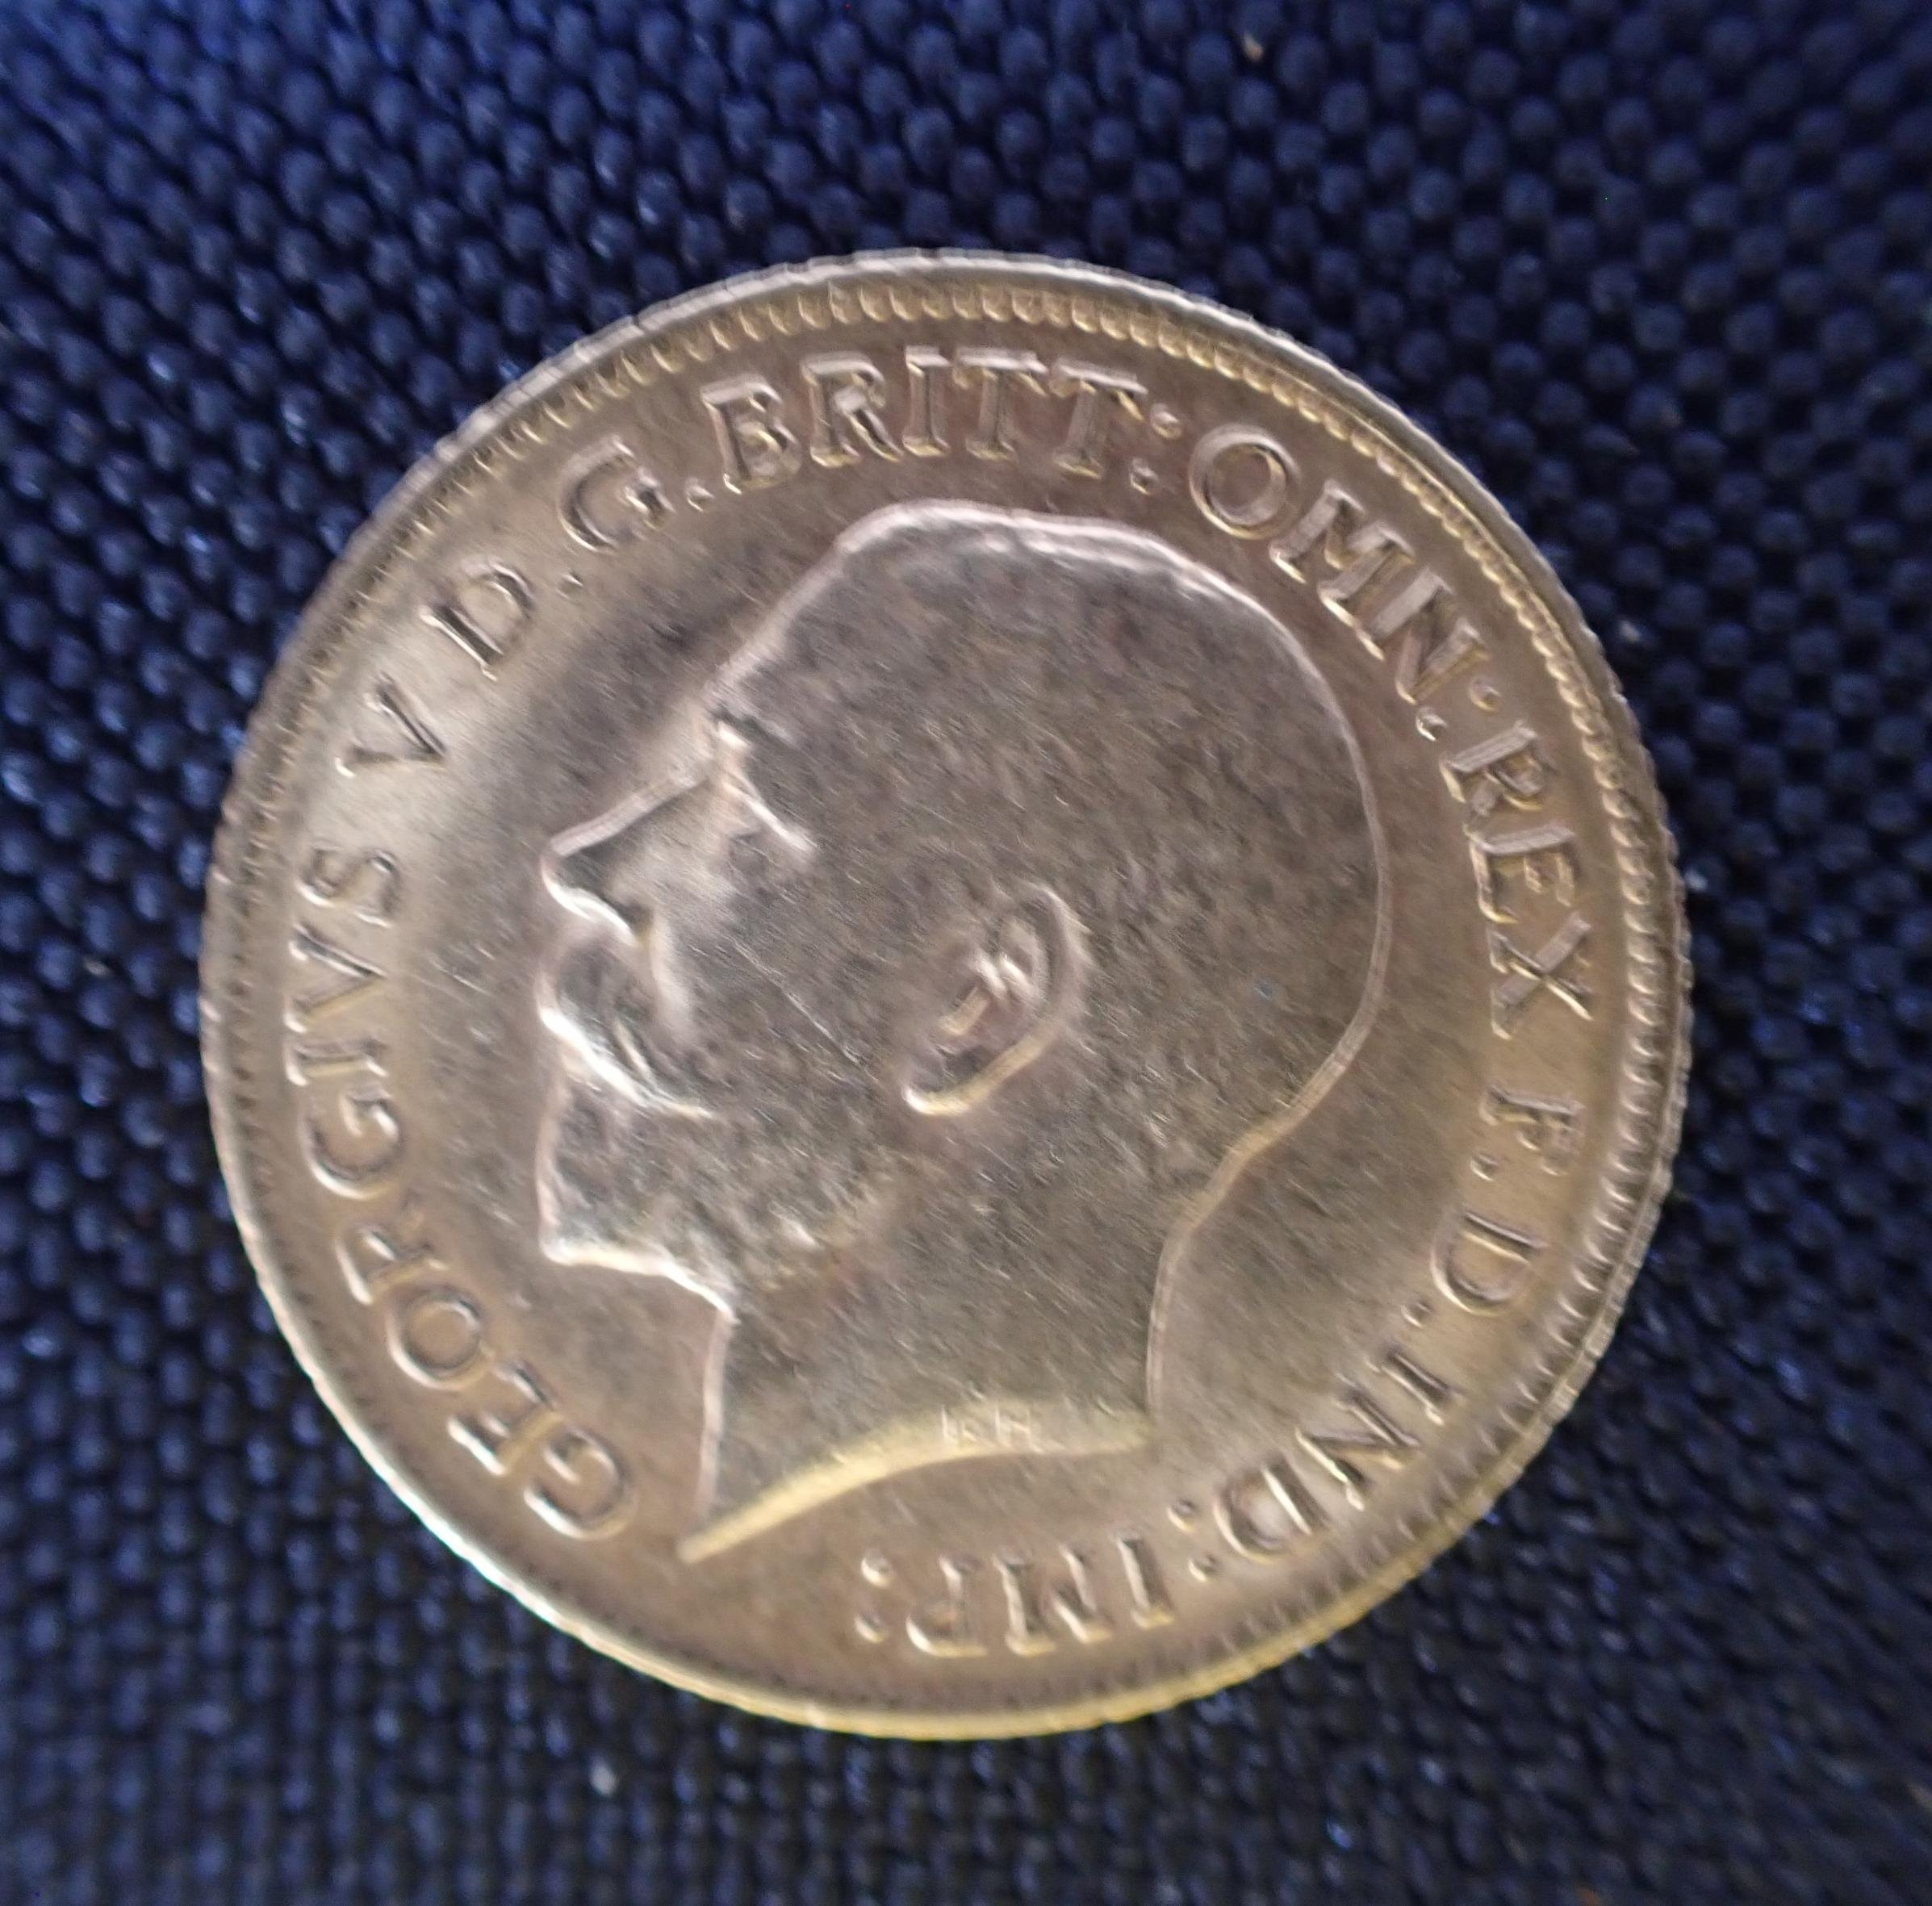 GEORGIVS V D.G.BRITT:OMN:REX F.D.IND:IMP: